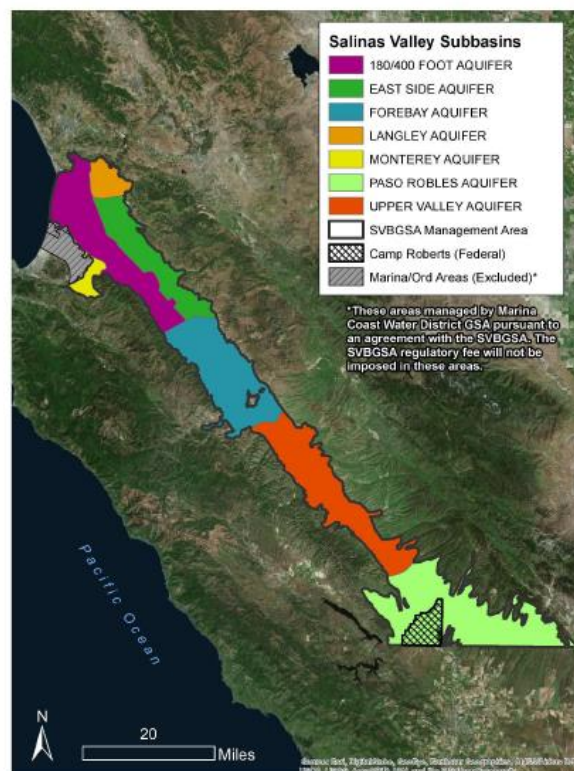 Salinas Valley Subbasins
180/400 FOOT AQUIFER
EAST SIDE AQUIFER
FOREBAY AQUIFER
LANGLEY AQUIFER
MONTEREY AQUIFER
PASO ROBLES AQUIFER
UPPER VALLEY AQUIFER
SVBGSA Management Area
Camp Roberts (Federal)
Marina/Ord Areas (Excluded)*
*These areas managed by Marina
Coast Water District GSA pursuant to
an agreement with the SVBGSA. The
SVBGSA regulatory fee will not be
imposed in these areas.
Pacific Ocean
N
20
Miles